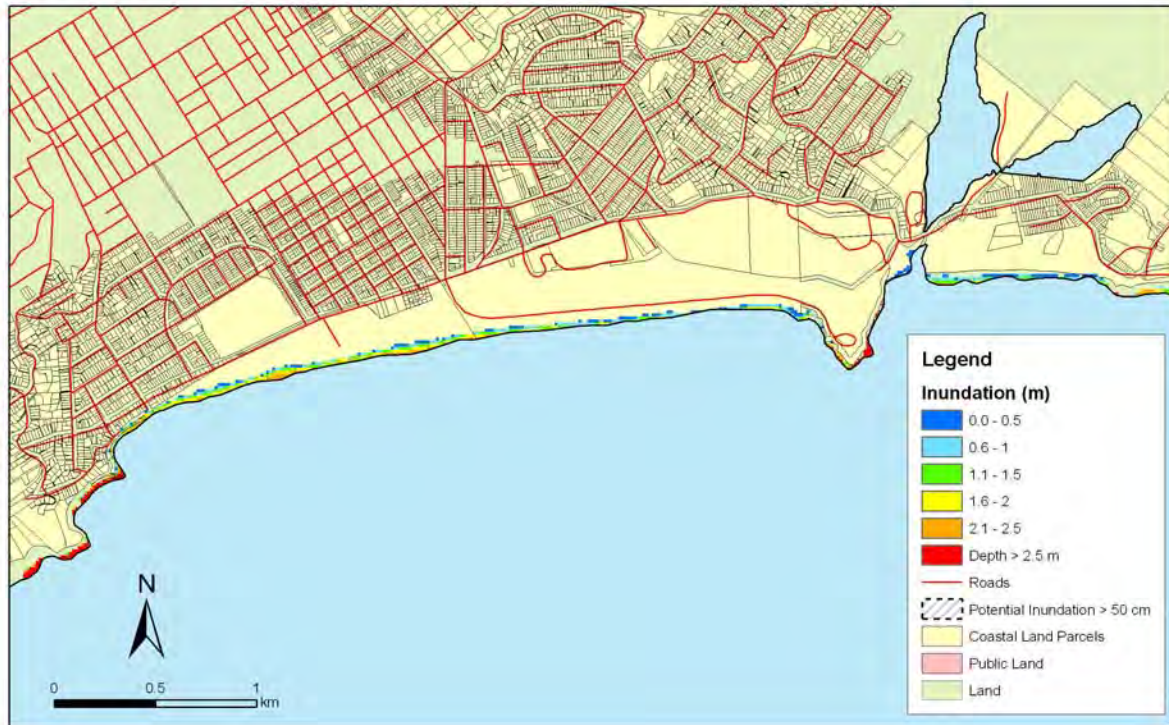 Legend
Inundation (m)
0.0 - 0.5
0.6 - 1
1.1 - 1.5
1.6 - 2
2.1 - 2.5
Depth > 2.5 m
Roads
Potential Inundation > 50 cm
Coastal Land Parcels
Public Land
Land
N
0 0.5 1
km